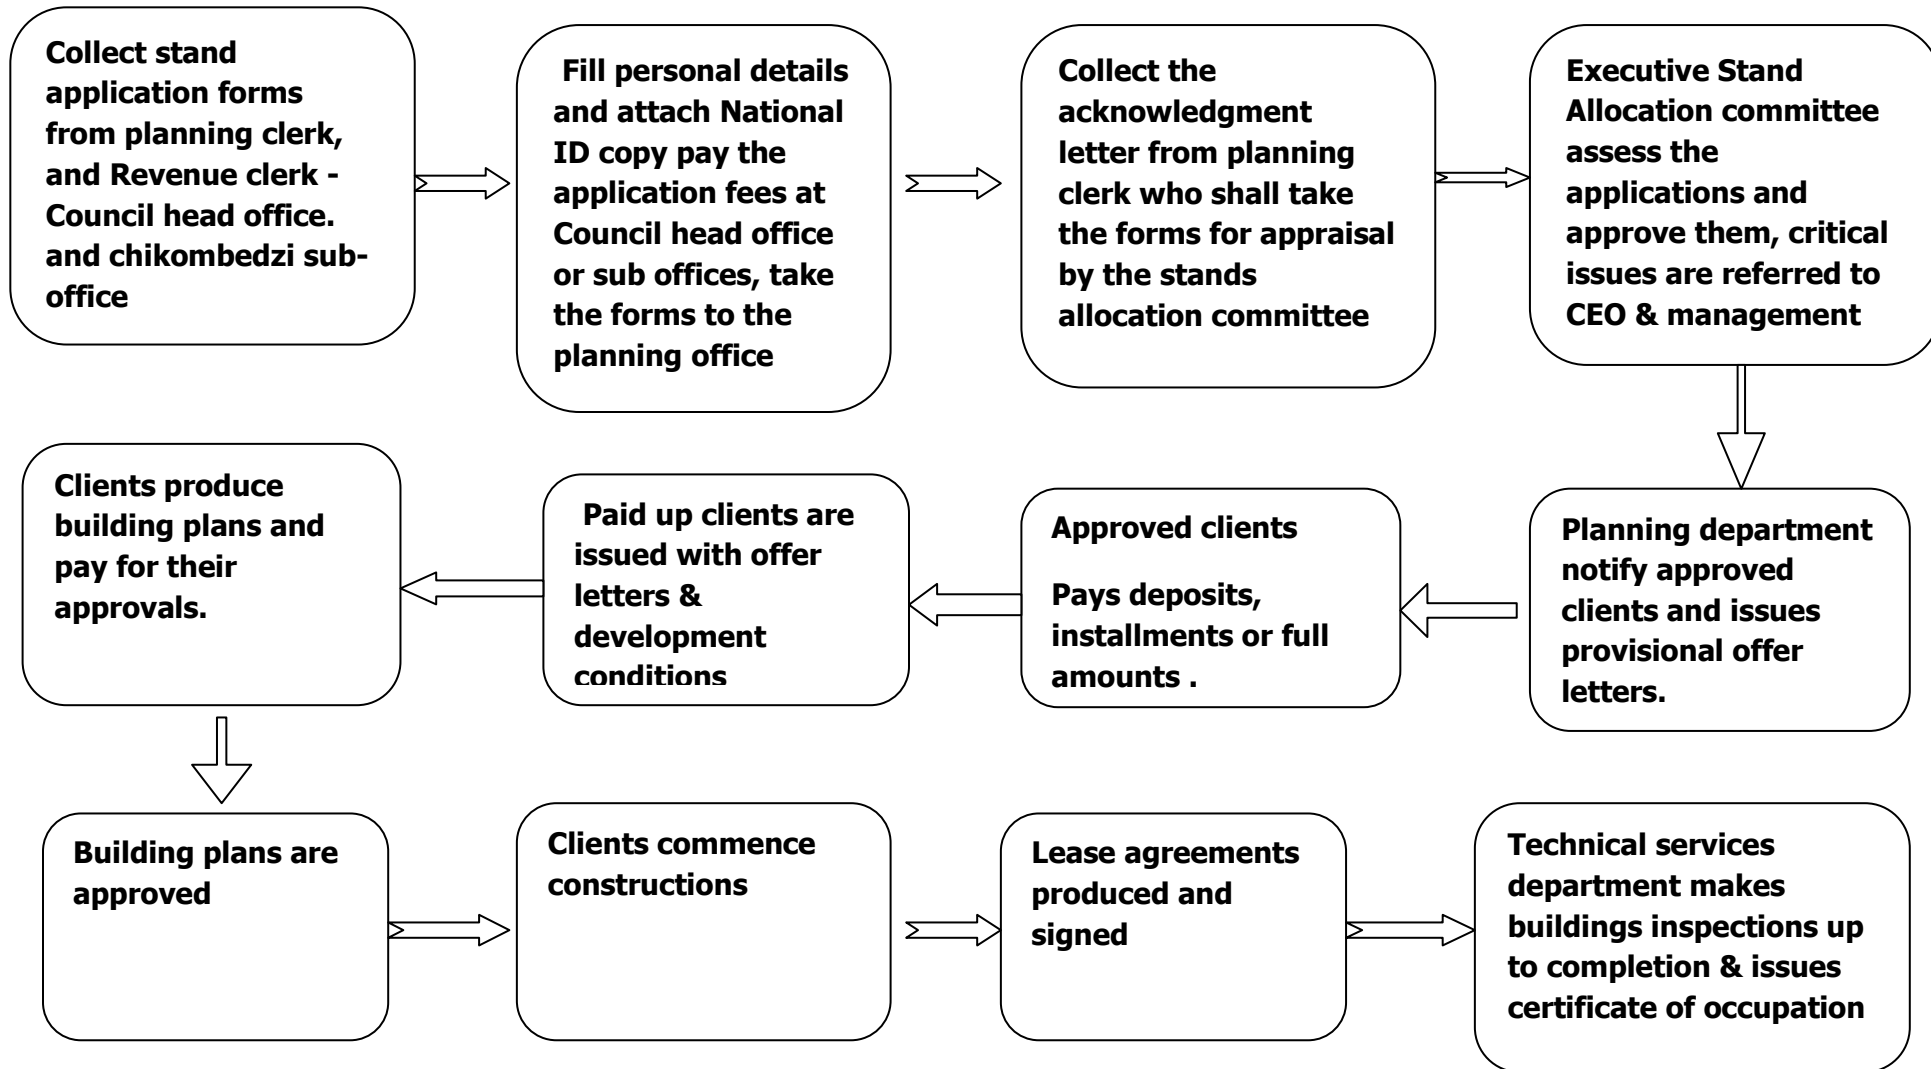 Collect stand
application forms
from planning clerk,
and Revenue clerk -
Council head office.
and chikombedzi sub-
office
Fill personal details
and attach National
ID copy pay the
application fees at
Council head office
or sub offices, take
the forms to the
planning office
Collect the
acknowledgment
letter from planning
clerk who shall take
the forms for appraisal
by the stands
allocation committee
Executive Stand
Allocation committee
assess the
applications and
approve them, critical
issues are referred to
CEO & management
Planning department
notify approved
clients and issues
provisional offer
letters.
Approved clients
Pays deposits,
installments or full
amounts .
Paid up clients are
issued with offer
letters &
development
conditions
Clients produce
building plans and
pay for their
approvals.
Building plans are
approved
Clients commence
constructions
Lease agreements
produced and
signed
Technical services
department makes
buildings inspections up
to completion & issues
certificate of occupation